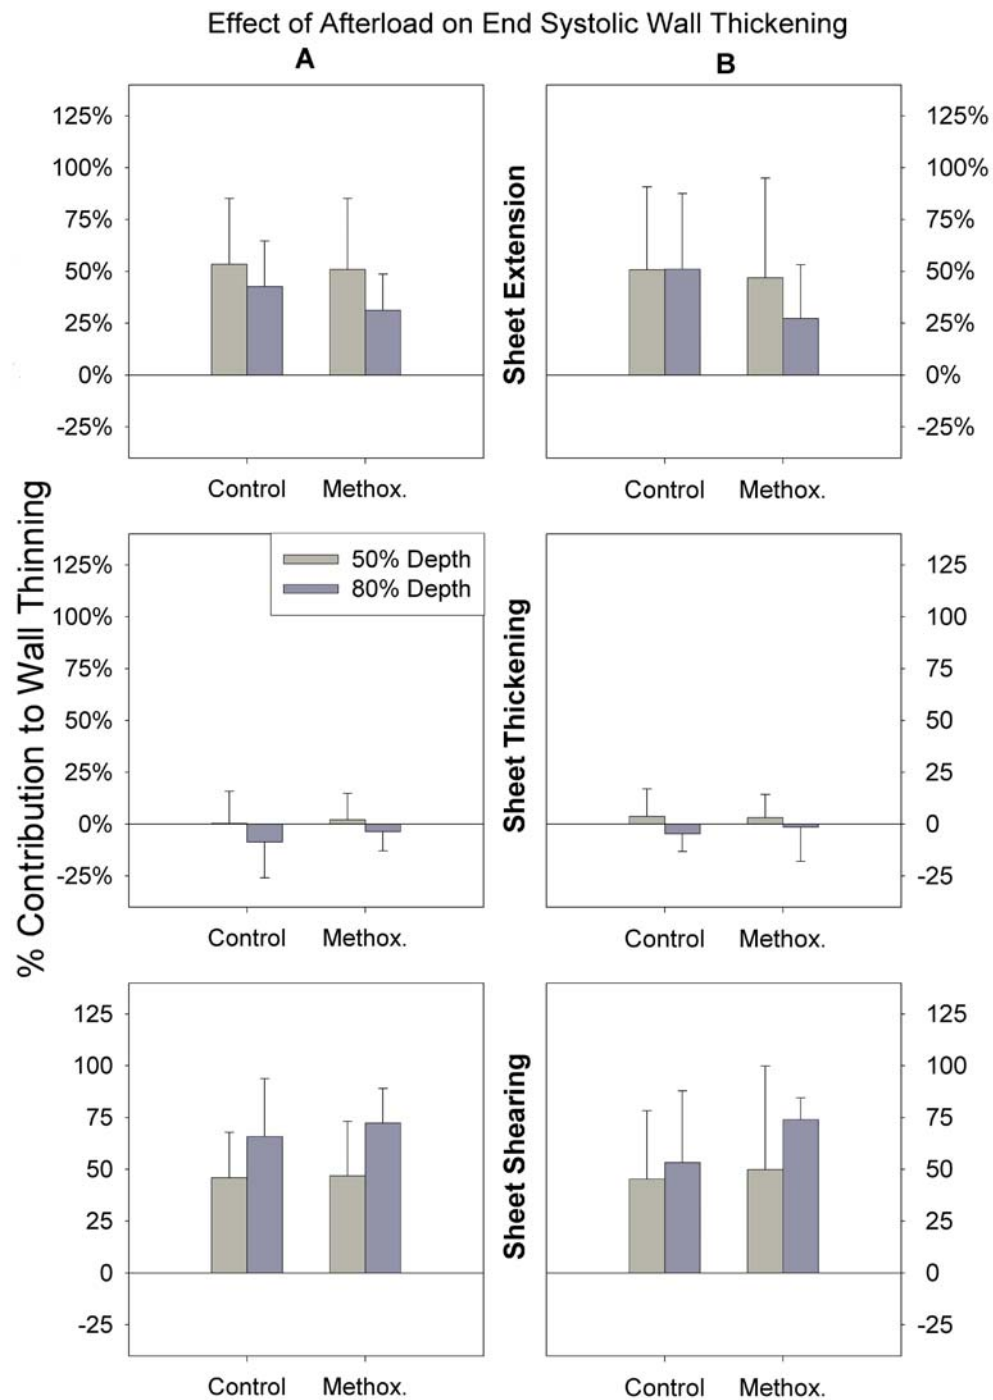 Effect of Afterload on End Systolic Wall Thickening
A
B
% Contribution to Wall Thinning
125%
100%
75%
50%
25%
0%
-25%
Control Methox.
Sheet Extension
125%
100%
75%
50%
25%
0%
-25%
Control Methox.
125%
100%
75%
50%
25%
0%
-25%
50% Depth
80% Depth
Control Methox.
Sheet Thickening
125
100
75
50
25
0
-25
Control Methox.
125
100
75
50
25
0
-25
Control Methox.
Sheet Shearing
125
100
75
50
25
0
-25
Control Methox.